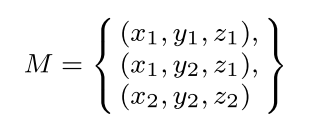 (x₁, y₁, z₁),
M = { (x₁, y₂, z₁), }
(x₂, y₂, z₂)